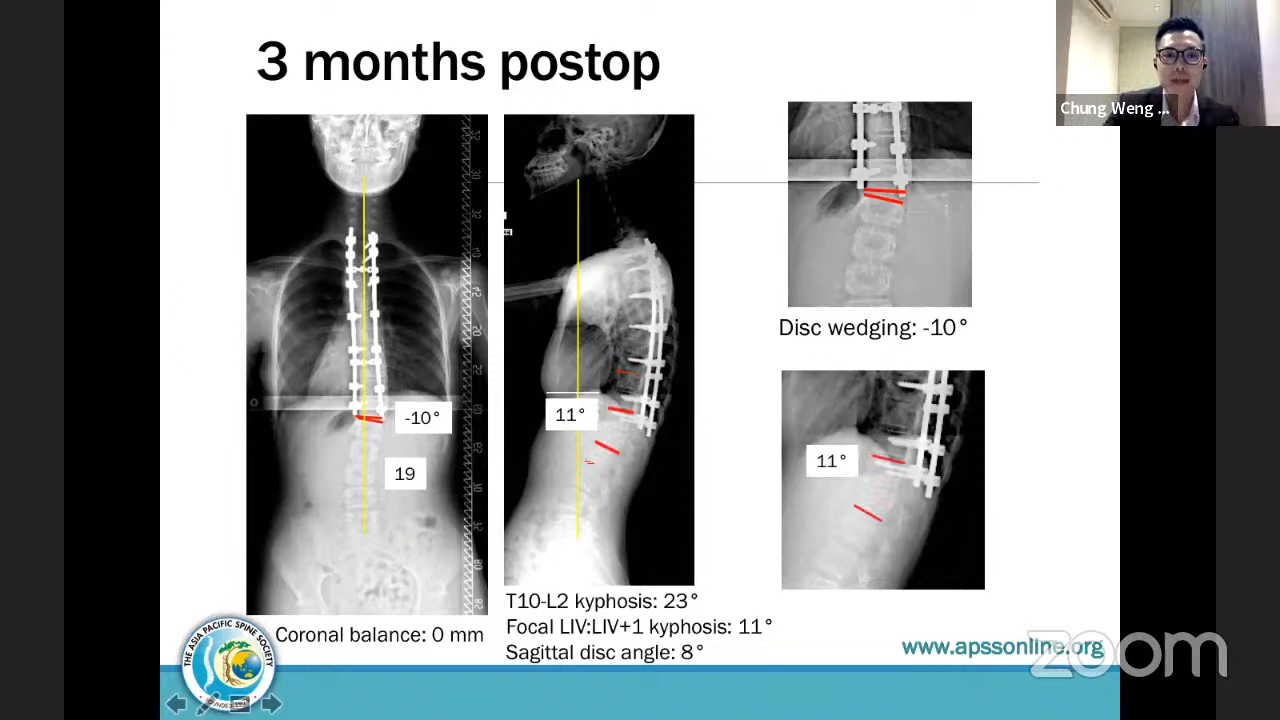 3 months postop
Chung Weng ...
-10°
19
11°
Disc wedging: -10°
11°
T10-L2 kyphosis: 23°
Focal LIV:LIV+1 kyphosis: 11°
Sagittal disc angle: 8°
Coronal balance: 0 mm
THE ASIA PACIFIC SPINE SOCIETY
www.apssonline.org
zoom